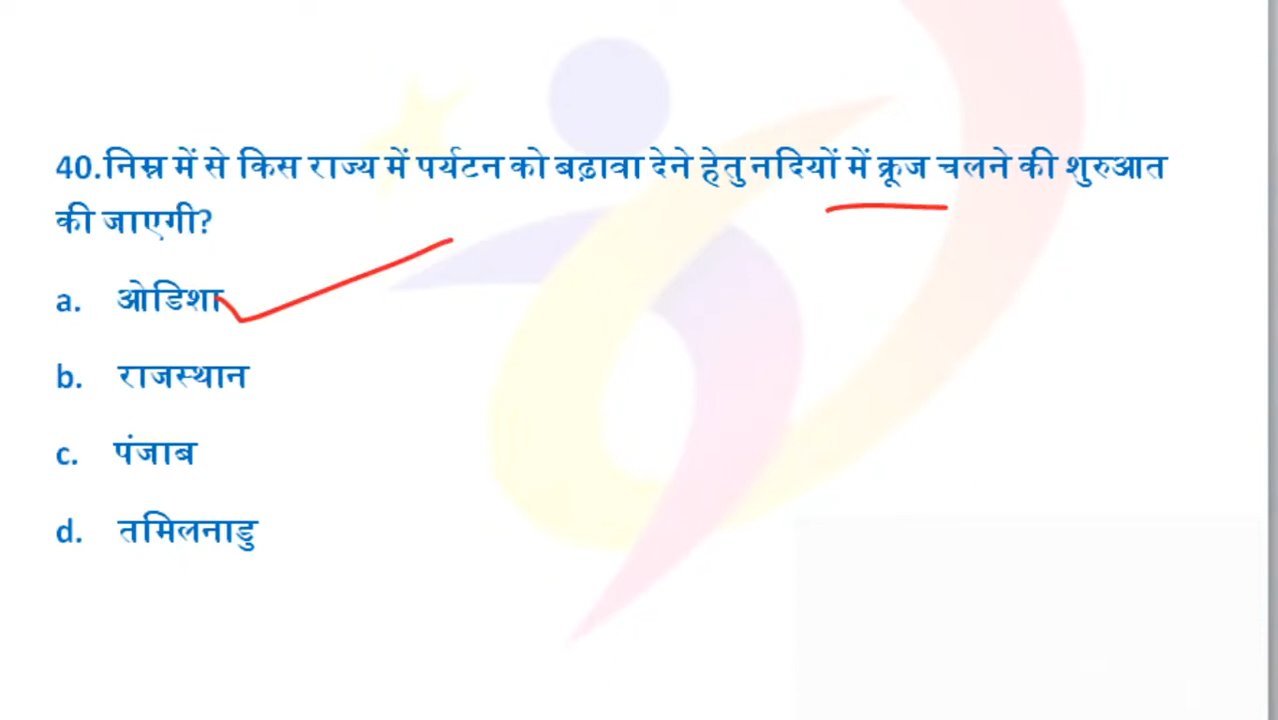 40.निम्न में से किस राज्य में पर्यटन को बढ़ावा देने हेतु नदियों में क्रूज चलने की शुरुआत
की जाएगी?
a. ओडिशा
b. राजस्थान
c. पंजाब
d. तमिलनाडु